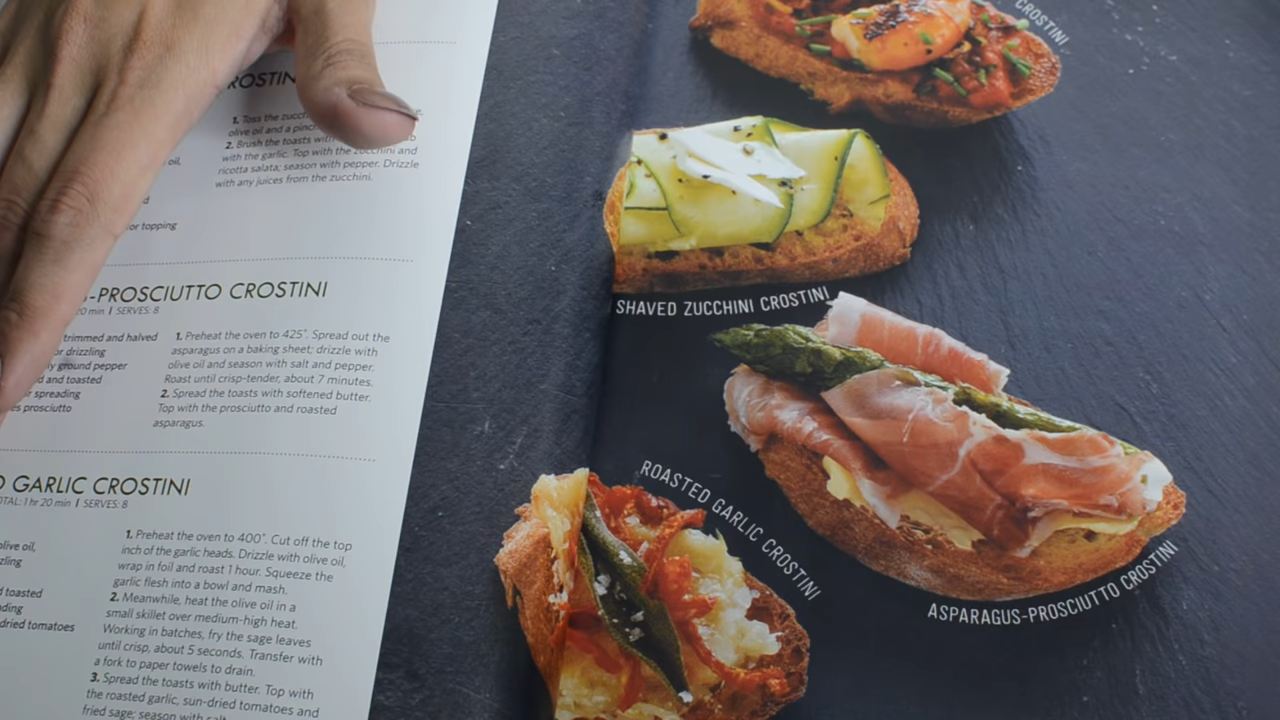 CROSTINI
1. Toss the
olive oil and a
2. Brush the toasts
with the garlic. Top with the zucchini and
ricotta salata; season with pepper. Drizzle
with any juices from the zucchini.
oil,
or topping
-PROSCIUTTO CROSTINI
20 min | SERVES: 8
trimmed and halved
or drizzling
ground pepper
and toasted
spreading
prosciutto
1. Preheat the oven to 425°. Spread out the
asparagus on a baking sheet; drizzle with
olive oil and season with salt and pepper.
Roast until crisp-tender, about 7 minutes.
2. Spread the toasts with softened butter.
Top with the prosciutto and roasted
asparagus.
GARLIC CROSTINI
TOTAL: 1 hr 20 min | SERVES: 8
olive oil,
toasted
dried tomatoes
1. Preheat the oven to 400°. Cut off the top
inch of the garlic heads. Drizzle with olive oil,
wrap in foil and roast 1 hour. Squeeze the
garlic flesh into a bowl and mash.
2. Meanwhile, heat the olive oil in a
small skillet over medium-high heat.
Working in batches, fry the sage leaves
until crisp, about 5 seconds. Transfer with
a fork to paper towels to drain.
3. Spread the toasts with butter. Top with
the roasted garlic, sun-dried tomatoes and
fried sage; season with salt
CROSTINI
SHAVED ZUCCHINI CROSTINI
ROASTED GARLIC CROSTINI
ASPARAGUS-PROSCIUTTO CROSTINI